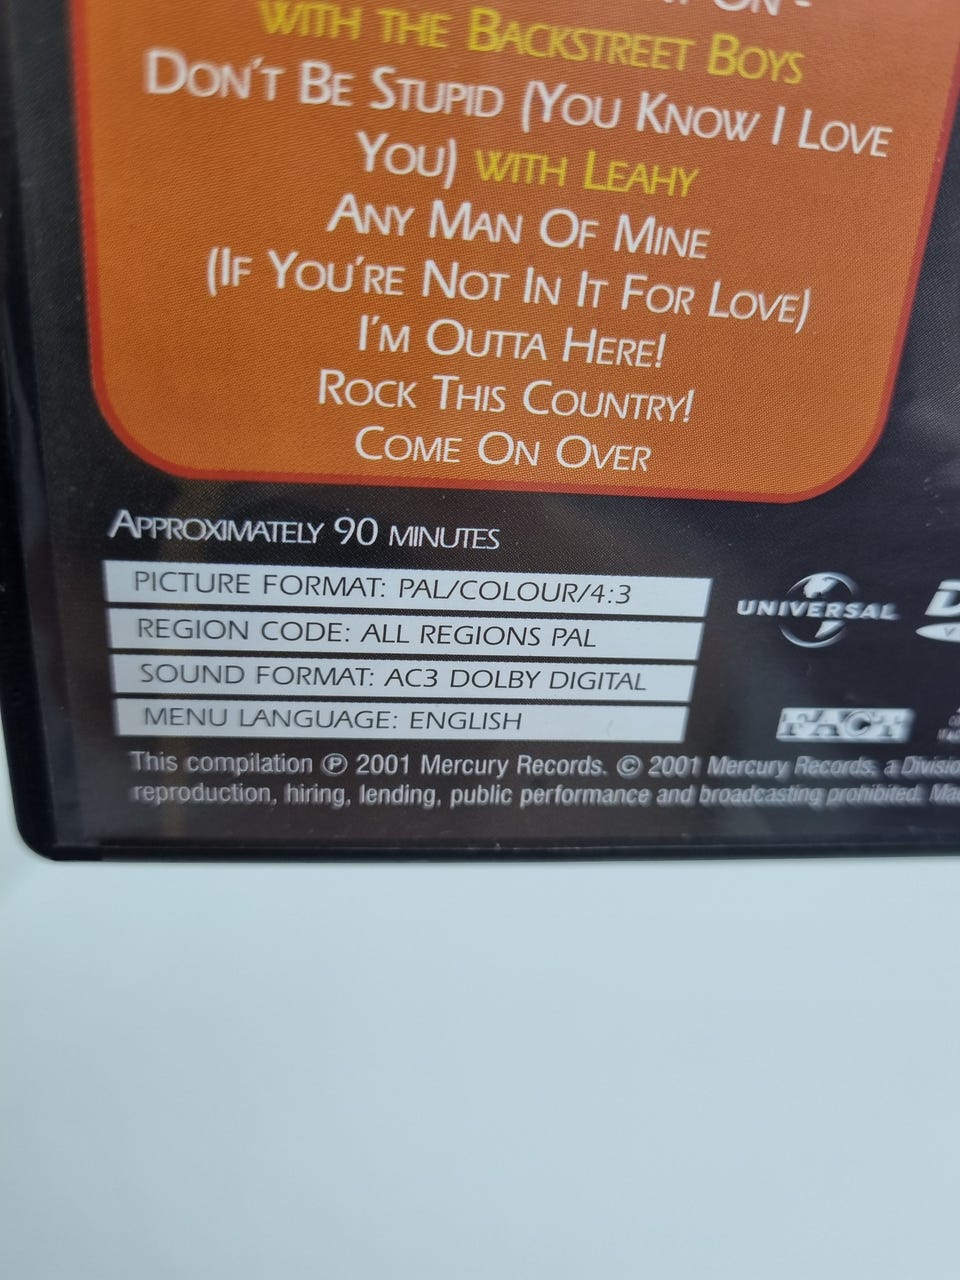 ON -
WITH THE BACKSTREET BOYS
DON'T BE STUPID (YOU KNOW I LOVE
YOU) WITH LEAHY
ANY MAN OF MINE
(IF YOU'RE NOT IN IT FOR LOVE)
I'M OUTTA HERE!
ROCK THIS COUNTRY!
COME ON OVER
APPROXIMATELY 90 MINUTES
PICTURE FORMAT: PAL/COLOUR/4:3
REGION CODE: ALL REGIONS PAL
SOUND FORMAT: AC3 DOLBY DIGITAL
MENU LANGUAGE: ENGLISH
UNIVERSAL
FACT
This compilation ℗ 2001 Mercury Records. © 2001 Mercury Records, a Divisio
reproduction, hiring, lending, public performance and broadcasting prohibited. Ma